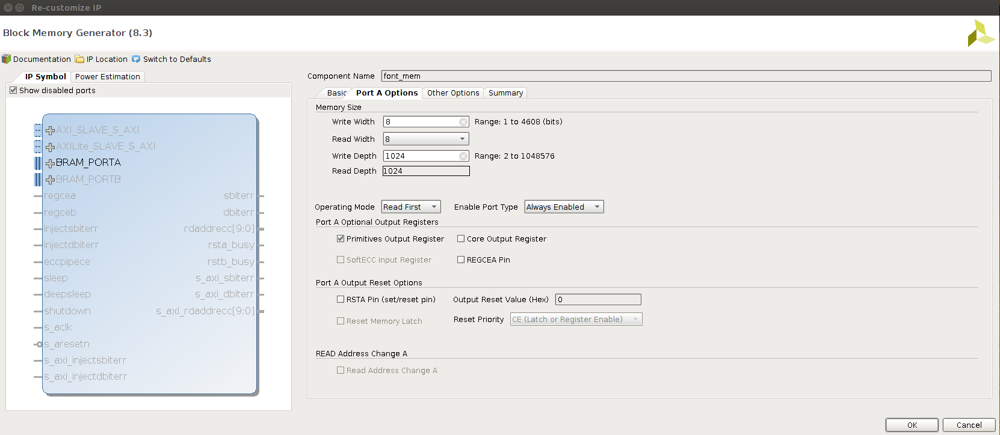 Re-customize IP
Block Memory Generator (8.3)
Documentation IP Location Switch to Defaults
IP Symbol Power Estimation
Show disabled ports
AXI_SLAVE_S_AXI
AXILite_SLAVE_S_AXI
BRAM_PORTA
BRAM_PORTB
regcea sbiterr
regceb dbiterr
injectsbiterr rdaddrecc[9:0]
injectdbiterr rsta_busy
eccpipece rstb_busy
sleep s_axi_sbiterr
deepsleep s_axi_dbiterr
shutdown s_axi_rdaddrecc[9:0]
s_aclk
s_aresetn
s_axi_injectsbiterr
s_axi_injectdbiterr
Component Name font_mem
Basic Port A Options Other Options Summary
Memory Size
Write Width 8 Range: 1 to 4608 (bits)
Read Width 8
Write Depth 1024 Range: 2 to 1048576
Read Depth 1024
Operating Mode Read First Enable Port Type Always Enabled
Port A Optional Output Registers
Primitives Output Register Core Output Register
SoftECC Input Register REGCEA Pin
Port A Output Reset Options
RSTA Pin (set/reset pin) Output Reset Value (Hex) 0
Reset Memory Latch Reset Priority CE (Latch or Register Enable)
READ Address Change A
Read Address Change A
OK Cancel